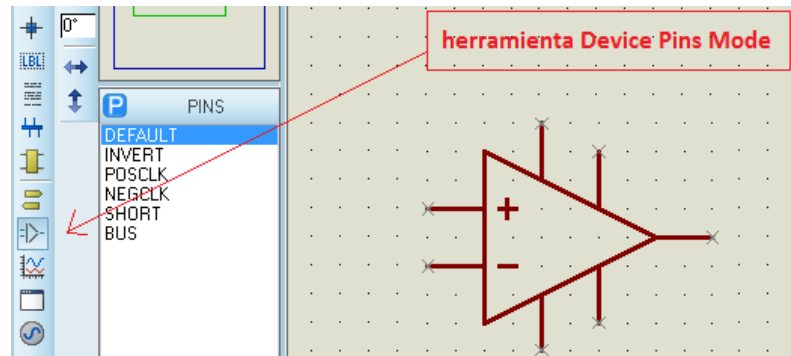 0°
LBL
herramienta Device Pins Mode
P PINS
DEFAULT
INVERT
POSCLK
NEGCLK
SHORT
BUS
+
−